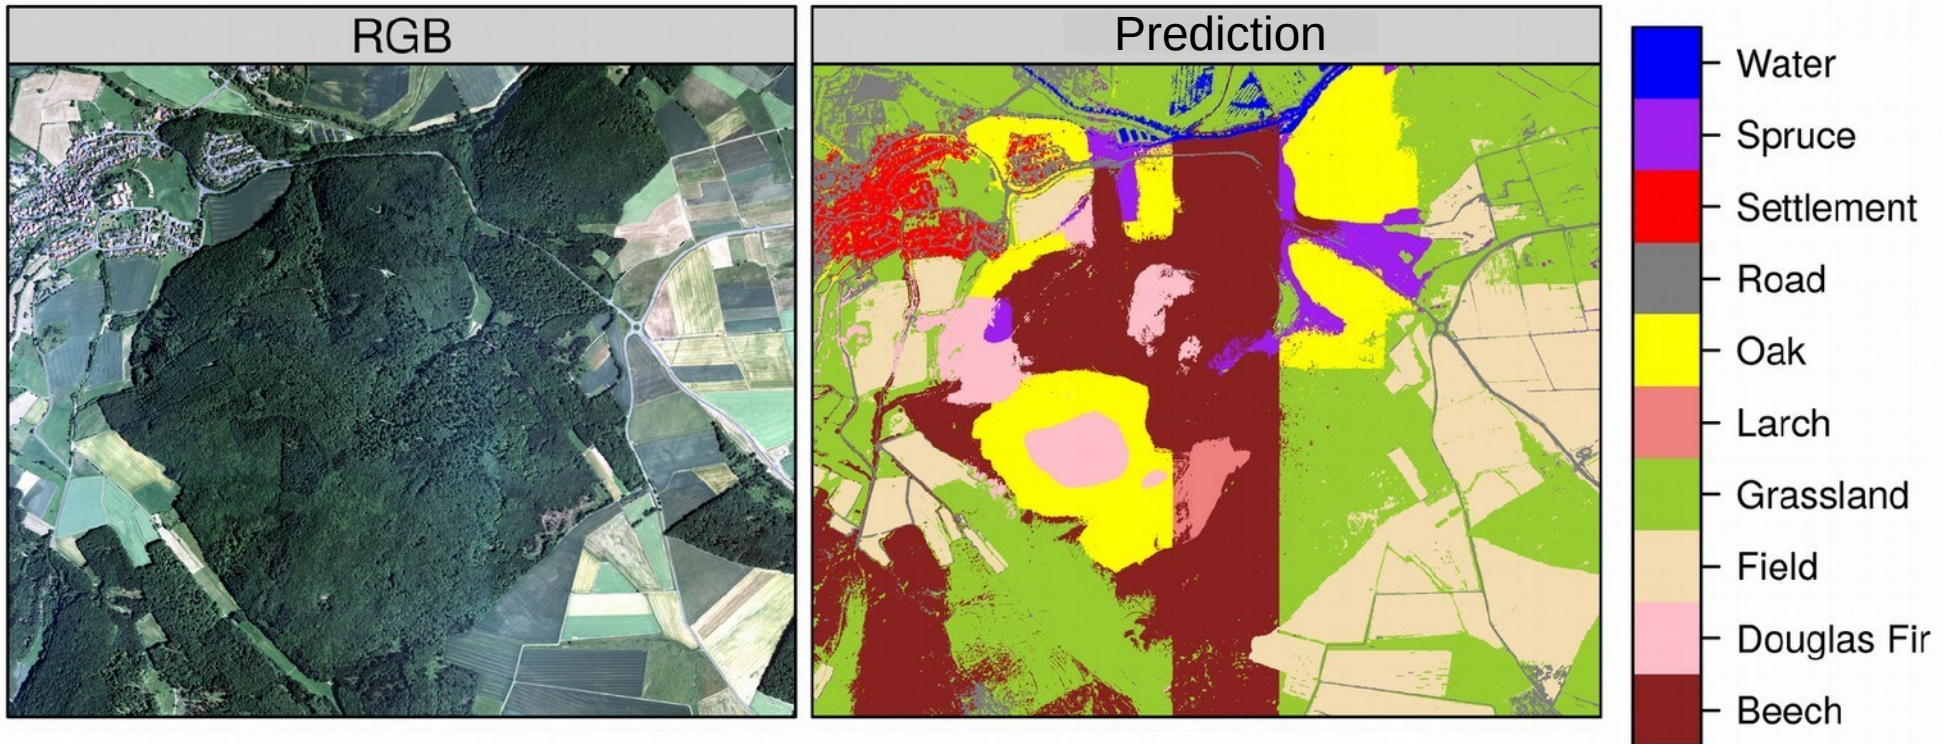 RGB
Prediction
Water
Spruce
Settlement
Road
Oak
Larch
Grassland
Field
Douglas Fir
Beech